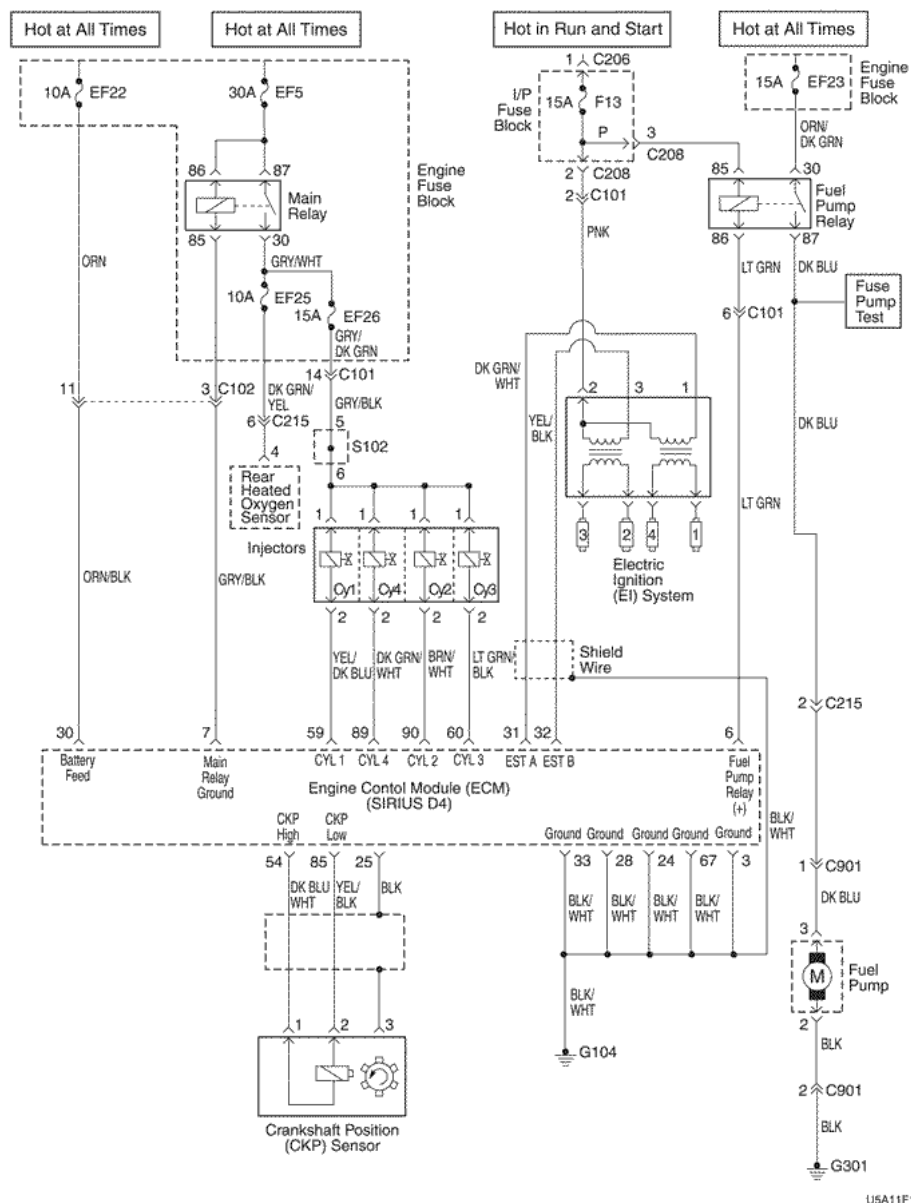 Hot at All Times
Hot at All Times
Hot in Run and Start
Hot at All Times
10A EF22
30A EF5
1 C206
I/P
Fuse
Block
15A F13
P
3
C208
15A EF23
Engine
Fuse
Block
ORN/
DK GRN
86 87
Main
Relay
85 30
Engine
Fuse
Block
2 C208
2 C101
PNK
85 30
Fuel
Pump
Relay
86 87
ORN
GRY/WHT
10A EF25
15A EF26
GRY/
DK GRN
LT GRN
DK BLU
6 C101
Fuse
Pump
Test
11
3 C102
DK GRN/
YEL
6 C215
4
Rear
Heated
Oxygen
Sensor
14 C101
GRY/BLK
5
S102
6
DK GRN/
WHT
YEL/
BLK
2 3 1
DK BLU
LT GRN
3 2 4 1
Electric
Ignition
(EI) System
Injectors
1 1 1 1
Cy1 Cy4 Cy2 Cy3
2 2 2 2
ORN/BLK
GRY/BLK
YEL/
DK BLU
DK GRN/
WHT
BRN/
WHT
LT GRN/
BLK
Shield
Wire
2 C215
30 7 59 89 90 60 31 32 6
Battery
Feed
Main
Relay
Ground
CYL 1 CYL 4 CYL 2 CYL 3 EST A EST B
Fuel
Pump
Relay
(+)
Engine Contol Module (ECM)
(SIRIUS D4)
BLK/
WHT
CKP
High
CKP
Low
Ground Ground Ground Ground Ground
54 85 25 33 28 24 67 3
1 C901
DK BLU
WHT
YEL/
BLK
BLK
BLK/
WHT
BLK/
WHT
BLK/
WHT
BLK/
WHT
DK BLU
3
M
Fuel
Pump
2
BLK
BLK/
WHT
G104
1 2 3
Crankshaft Position
(CKP) Sensor
2 C901
BLK
G301
U5A11F1